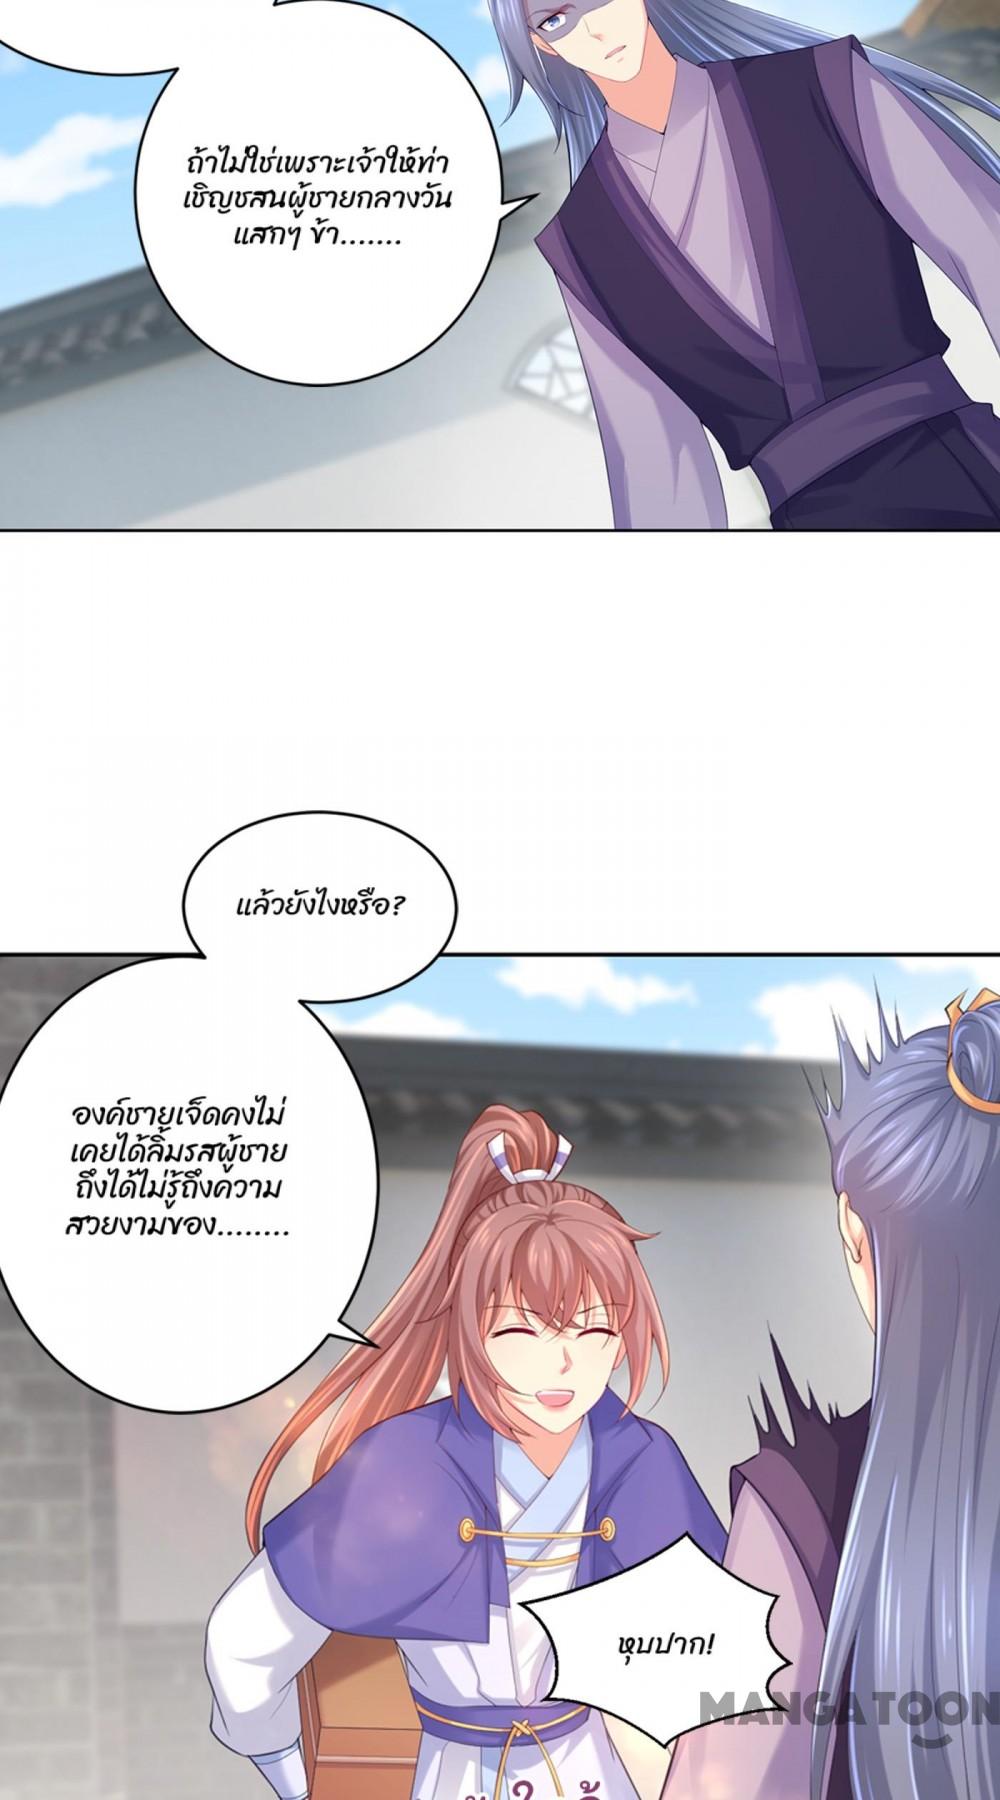 ถ้าไม่ใช่เพราะเจ้าให้ท่า
เชิญชสนผู้ชายกลางวัน
แสกๆ ข้า.......
แล้วยังไงหรือ?
องค์ชายเจ็ดคงไม่
เคยได้ลิ้มรสผู้ชาย
ถึงได้ไม่รู้ถึงความ
สวยงามของ........
หุบปาก!
MANGATOON